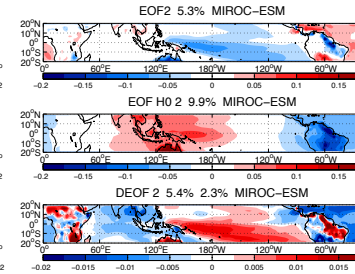 EOF2 5.3% MIROC−ESM
20°N
10°N
0°
10°S
20°S
0° 60°E 120°E 180°W 120°W 60°W
−0.2 −0.15 −0.1 −0.05 0 0.05 0.1 0.15
EOF H0 2 9.9% MIROC−ESM
20°N
10°N
0°
10°S
20°S
0° 60°E 120°E 180°W 120°W 60°W
−0.2 −0.15 −0.1 −0.05 0 0.05 0.1 0.15
DEOF 2 5.4% 2.3% MIROC−ESM
20°N
10°N
0°
10°S
20°S
0° 60°E 120°E 180°W 120°W 60°W
−0.02 −0.015 −0.01 −0.005 0 0.005 0.01 0.015